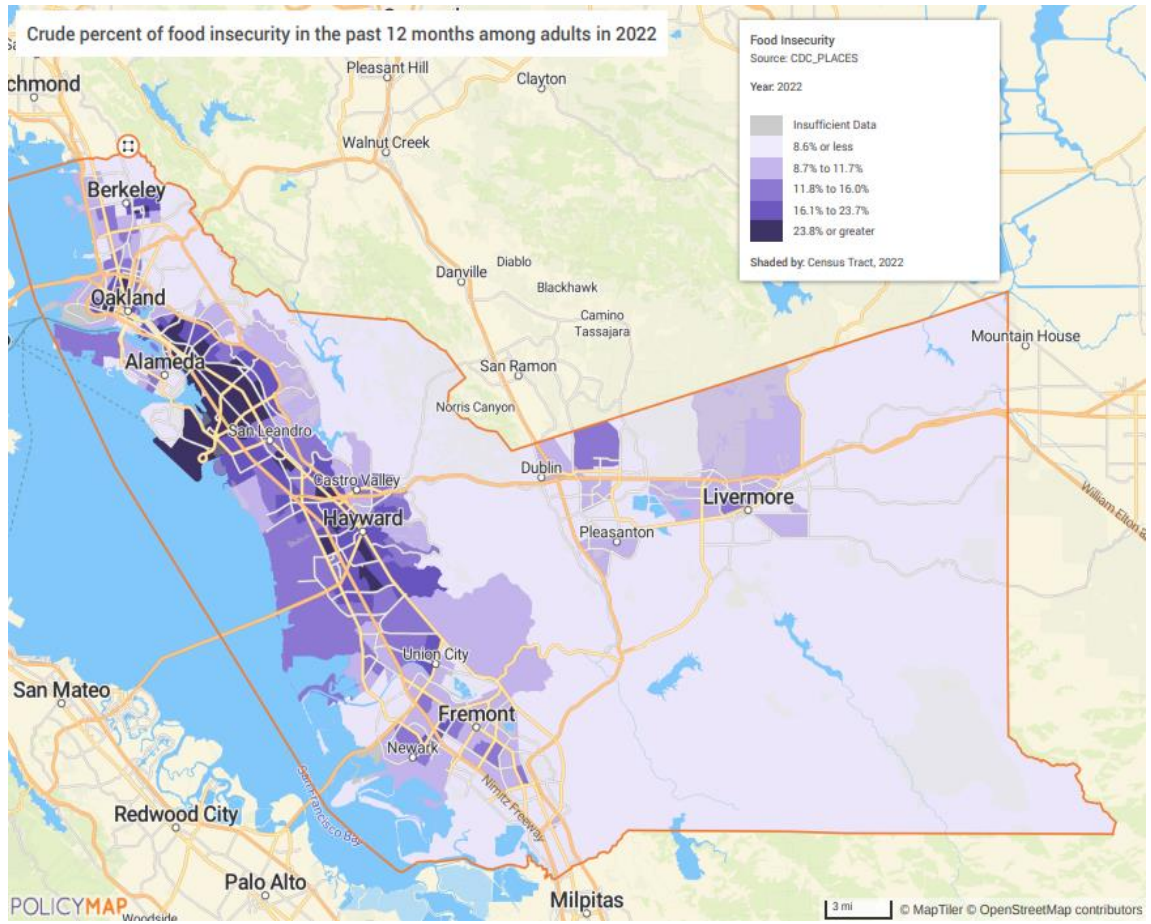 Crude percent of food insecurity in the past 12 months among adults in 2022
Food Insecurity
Source: CDC_PLACES
Year: 2022
Insufficient Data
8.6% or less
8.7% to 11.7%
11.8% to 16.0%
16.1% to 23.7%
23.8% or greater
Shaded by: Census Tract, 2022
Pleasant Hill
Clayton
chmond
Walnut Creek
Berkeley
Danville
Diablo
Blackhawk
Oakland
Camino
Tassajara
Mountain House
Alameda
San Ramon
Norris Canyon
San Leandro
Dublin
Castro Valley
Livermore
William Elton
Hayward
Pleasanton
Union City
San Mateo
Fremont
Newark
San Francisco Bay
Nimitz Freeway
Redwood City
Palo Alto
Milpitas
POLICYMAP
Woodside
3 mi
© MapTiler © OpenStreetMap contributors